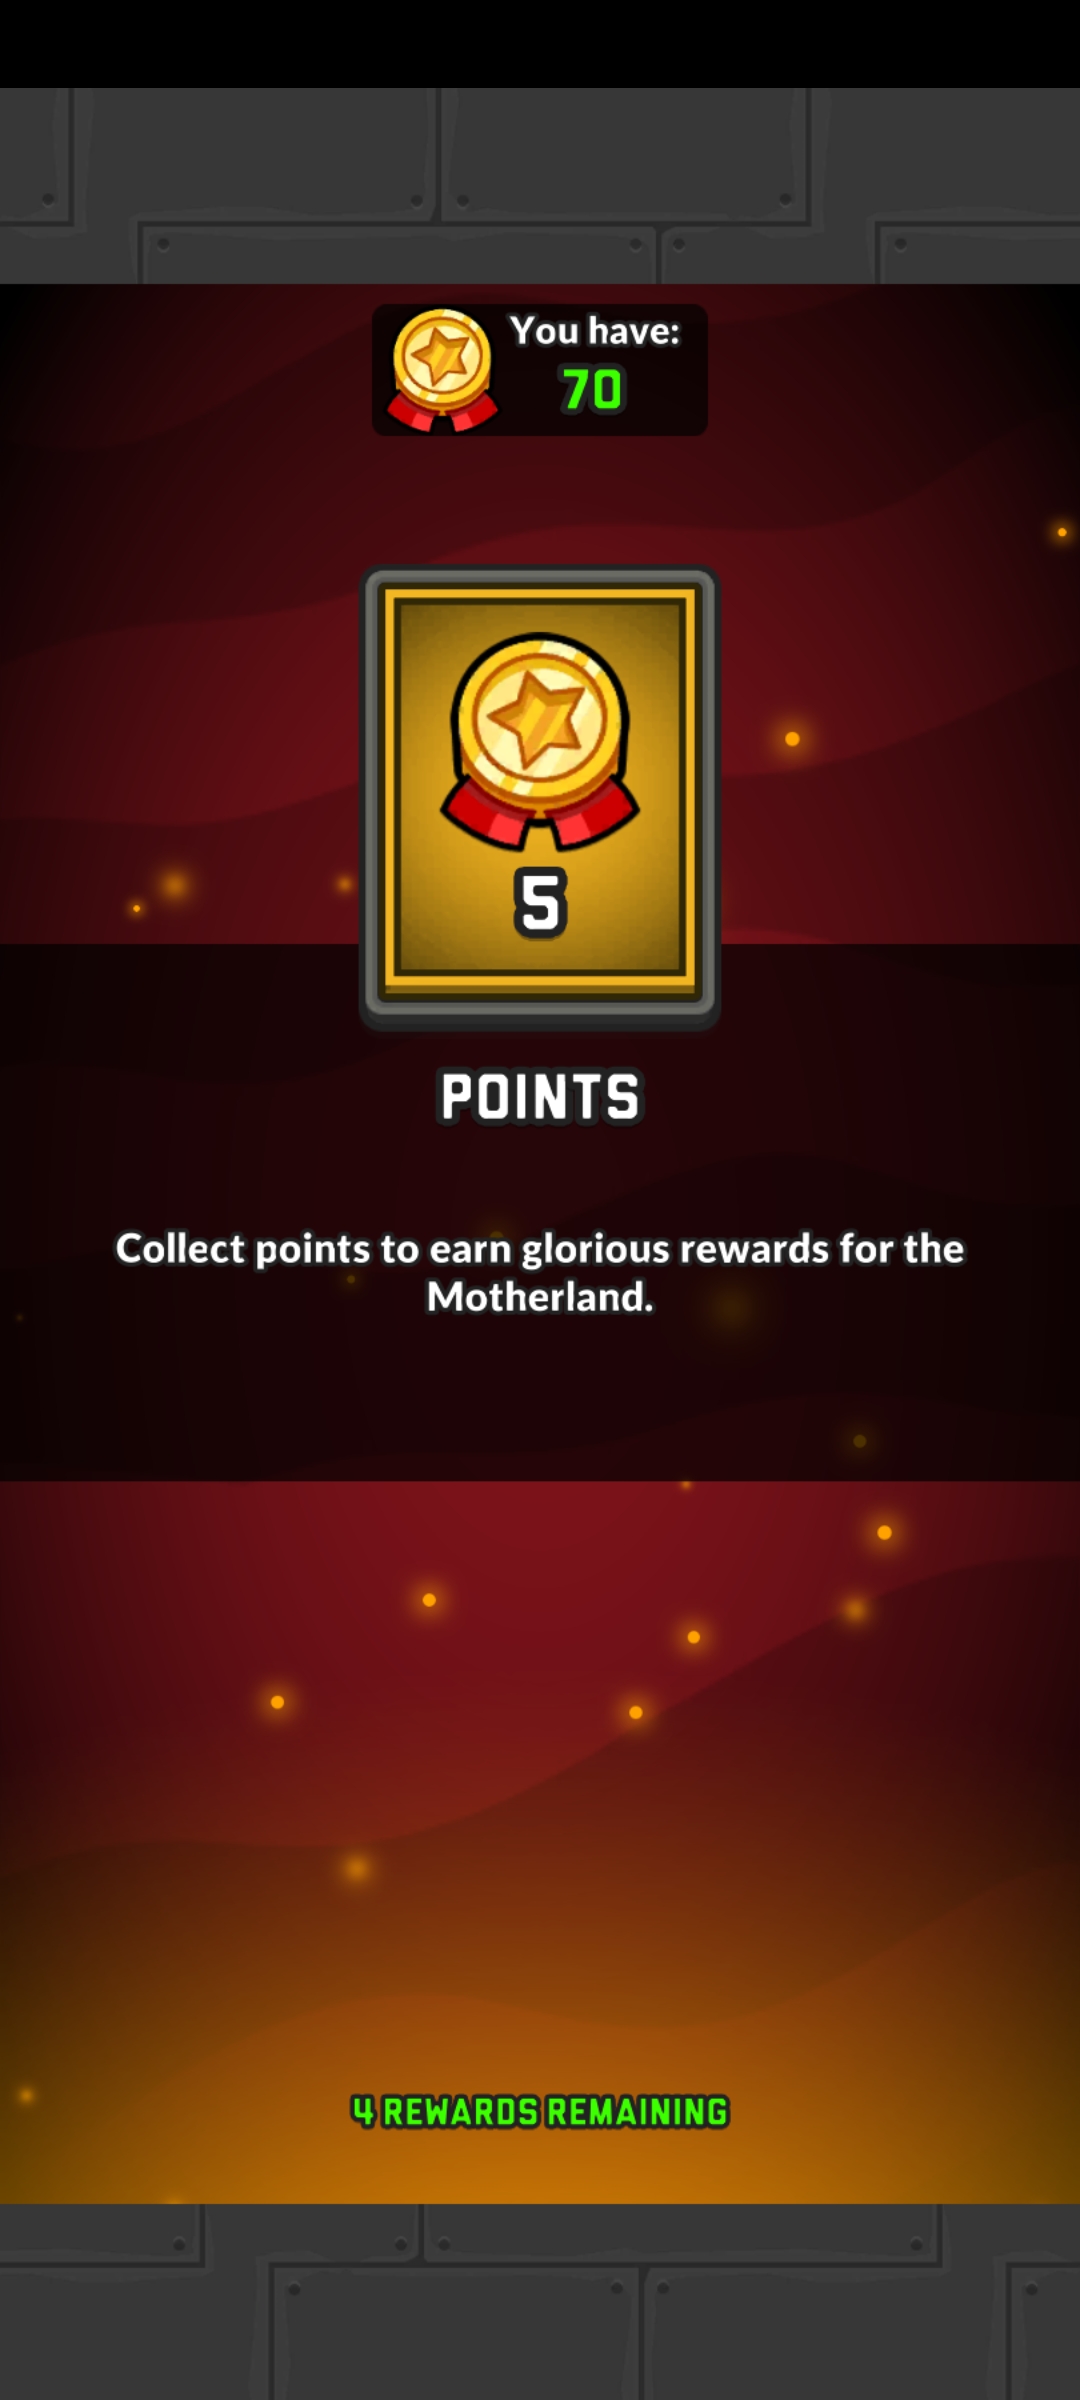 You have:
70
5
POINTS
Collect points to earn glorious rewards for the
Motherland.
4 REWARDS REMAINING